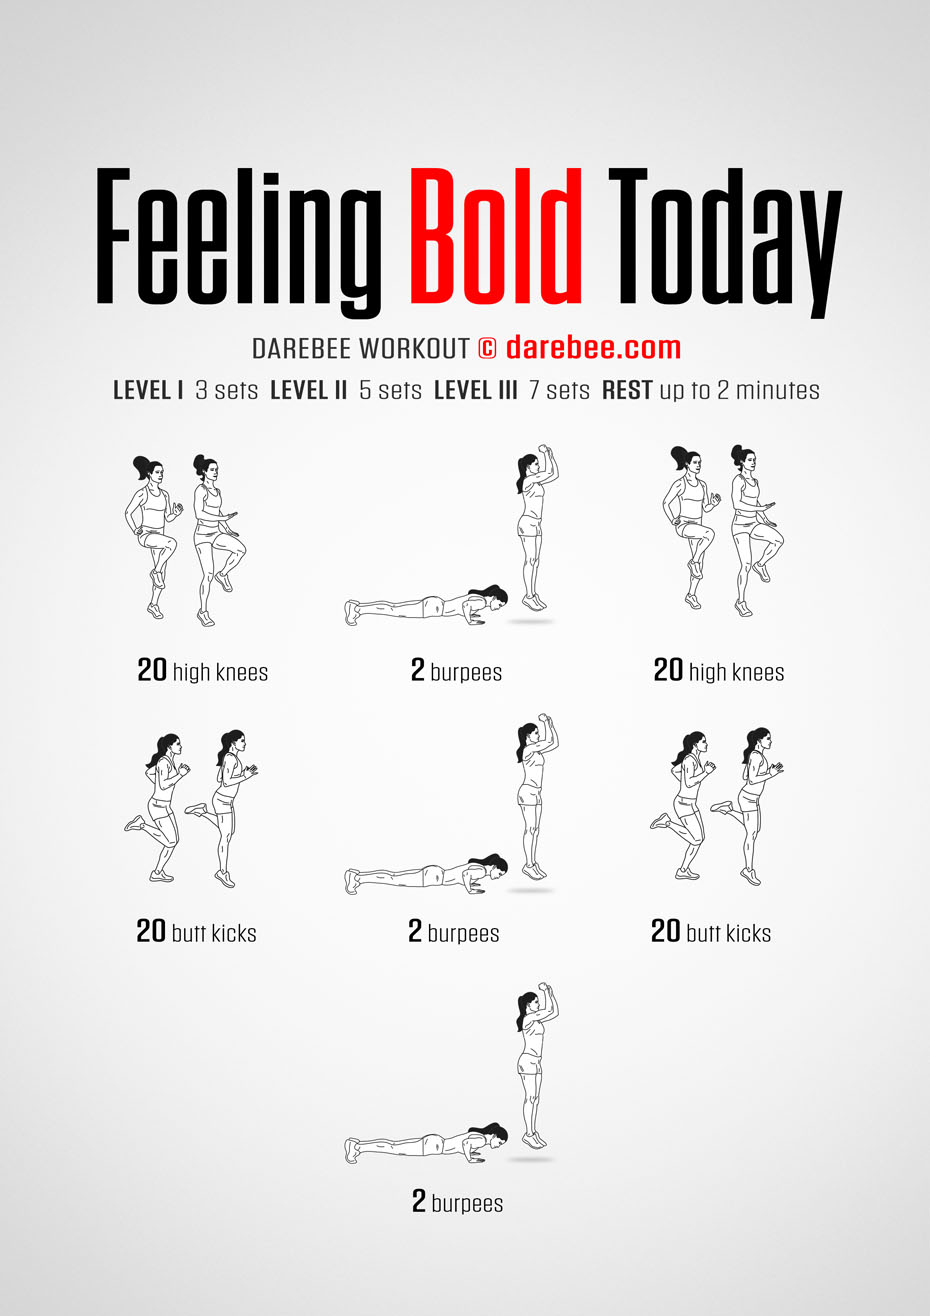 Feeling Bold Today
DAREBEE WORKOUT © darebee.com
LEVEL I 3 sets LEVEL II 5 sets LEVEL III 7 sets REST up to 2 minutes
20 high knees
2 burpees
20 high knees
20 butt kicks
2 burpees
20 butt kicks
2 burpees